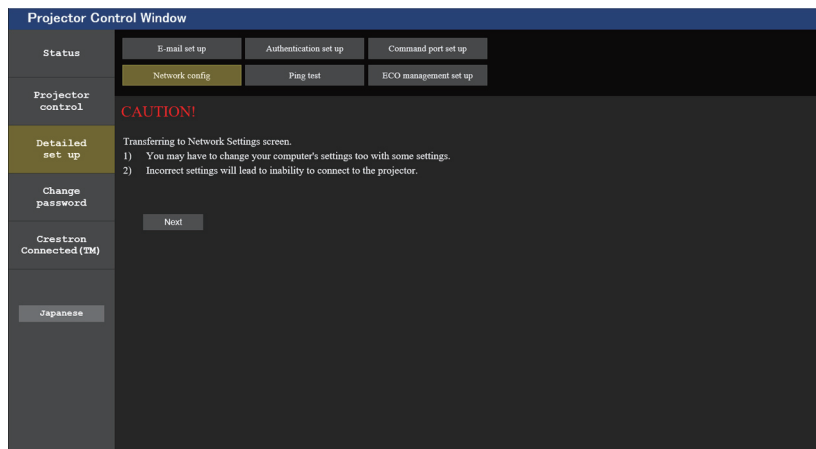 Projector Control Window
Status
Projector
control
Detailed
set up
Change
password
Crestron
Connected(TM)
Japanese
E-mail set up
Authentication set up
Command port set up
Network config
Ping test
ECO management set up
CAUTION!
Transferring to Network Settings screen.
1) You may have to change your computer's settings too with some settings.
2) Incorrect settings will lead to inability to connect to the projector.
Next